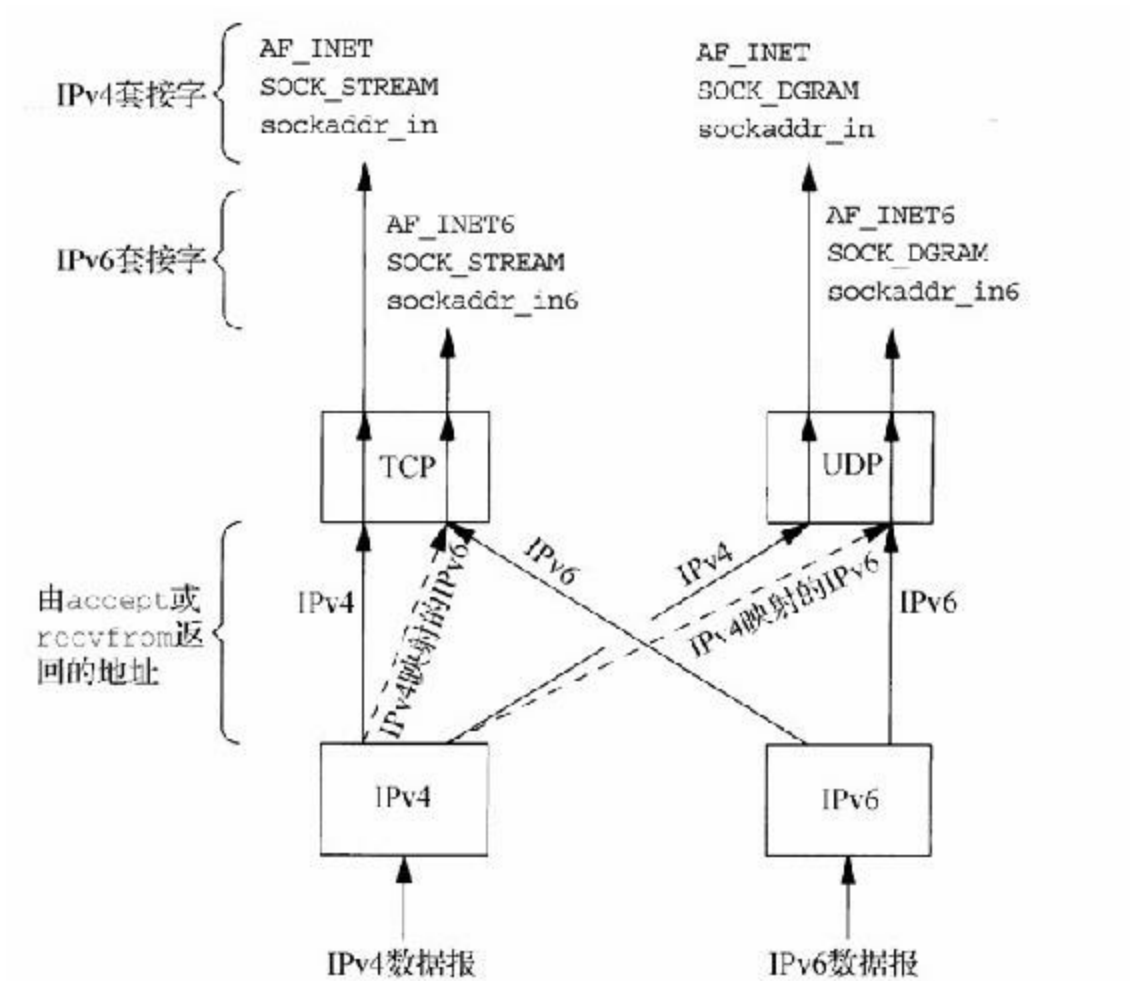 AF_INET
SOCK_STREAM
sockaddr_in
IPv4套接字
AF_INET
SOCK_DGRAM
sockaddr_in
AF_INET6
SOCK_STREAM
sockaddr_in6
IPv6套接字
AF_INET6
SOCK_DGRAM
sockaddr_in6
TCP
UDP
由accept或
recvfrom返
回的地址
IPv4
IPv4映射的IPv6
IPv6
IPv4
IPv4映射的IPv6
IPv6
IPv4
IPv6
IPv4数据报
IPv6数据报